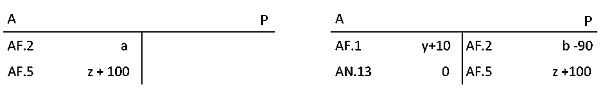 A P
AF.2 a
AF.5 z + 100
A P
AF.1 y+10 AF.2 b -90
AN.13 0 AF.5 z +100